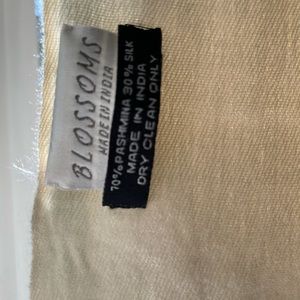 BLOSSOMS
MADE IN INDIA
70% PASHMINA 30% SILK
MADE IN INDIA
DRY CLEAN ONLY